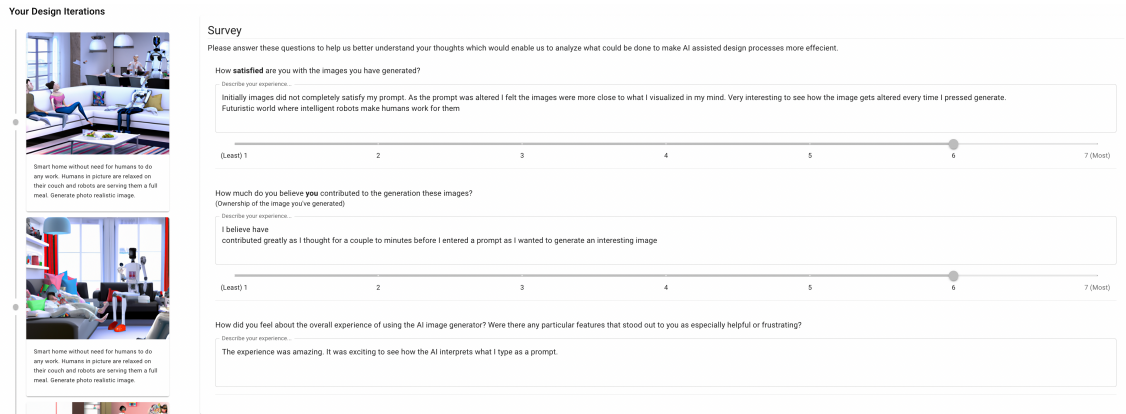 Your Design Iterations
Smart home without need for humans to do
any work. Humans in picture are relaxed on
their couch and robots are serving them a full
meal. Generate photo realistic image.
Smart home without need for humans to do
any work. Humans in picture are relaxed on
their couch and robots are serving them a full
meal. Generate photo realistic image.
Survey
Please answer these questions to help us better understand your thoughts which would enable us to analyze what could be done to make AI assisted design processes more effecient.
How satisfied are you with the images you have generated?
Describe your experience...
Initially images did not completely satisfy my prompt. As the prompt was altered I felt the images were more close to what I visualized in my mind. Very interesting to see how the image gets altered every time I pressed generate.
Futuristic world where intelligent robots make humans work for them
(Least) 1 2 3 4 5 6 7 (Most)
How much do you believe you contributed to the generation these images?
(Ownership of the image you've generated)
Describe your experience...
I believe have
contributed greatly as I thought for a couple to minutes before I entered a prompt as I wanted to generate an interesting image
(Least) 1 2 3 4 5 6 7 (Most)
How did you feel about the overall experience of using the AI image generator? Were there any particular features that stood out to you as especially helpful or frustrating?
Describe your experience...
The experience was amazing. It was exciting to see how the AI interprets what I type as a prompt.